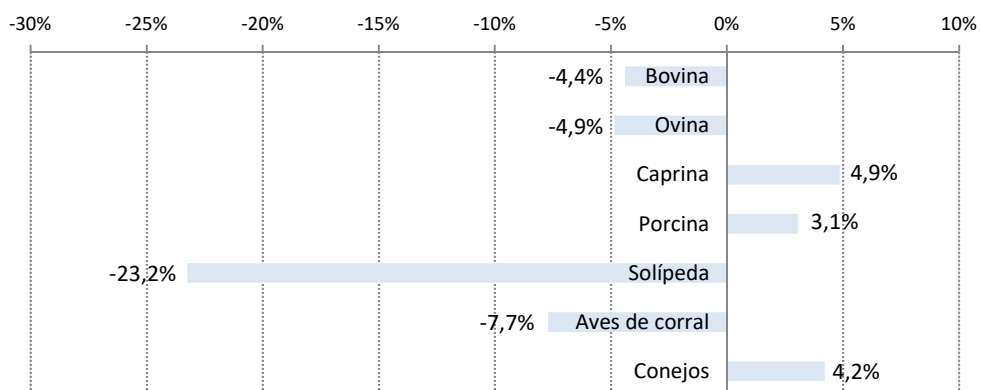 -30% -25% -20% -15% -10% -5% 0% 5% 10%
-4,4% Bovina
-4,9% Ovina
Caprina 4,9%
Porcina 3,1%
-23,2% Solípeda
-7,7% Aves de corral
Conejos 4,2%